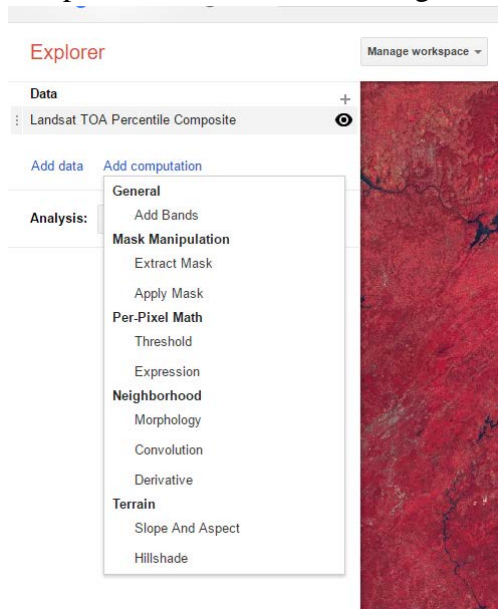 Explorer
Manage workspace
Data
+
Landsat TOA Percentile Composite
Add data Add computation
Analysis:
General
Add Bands
Mask Manipulation
Extract Mask
Apply Mask
Per-Pixel Math
Threshold
Expression
Neighborhood
Morphology
Convolution
Derivative
Terrain
Slope And Aspect
Hillshade